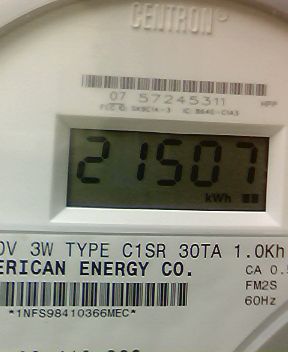 CENTRON®
07 57245311
HPP
21507
kWh
0V 3W TYPE C1SR 30TA 1.0Kh
ERICAN ENERGY CO.
CA 0.5
FM2S
60Hz
*1NFS98410366MEC*